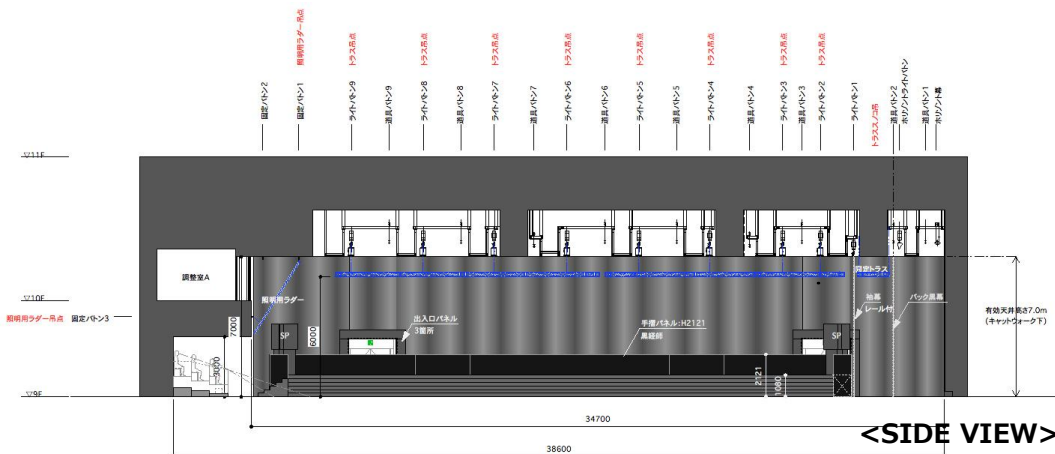 固定バトン2
固定バトン1
照明用ラダー吊点
ライトバトン9
トラス吊点
道具バトン9
ライトバトン8
トラス吊点
道具バトン8
ライトバトン7
トラス吊点
道具バトン7
ライトバトン6
トラス吊点
道具バトン6
ライトバトン5
トラス吊点
道具バトン5
ライトバトン4
トラス吊点
道具バトン4
ライトバトン3
トラス吊点
道具バトン3
ライトバトン2
トラス吊点
ライトバトン1
トラススノコ吊
道具バトン2
ホリゾントライトバトン
道具バトン1
ホリゾント幕
▽11F
調整室A
▽10F
照明用ラダー
照明用ラダー吊点 固定バトン3
7000
6000
3000
SP
出入口パネル
3箇所
手摺パネル:H2121
黒経師
SP
袖幕
レール付
バック黒幕
有効天井高さ7.0m
(キャットウォーク下)
2121
1080
▽9F
34700
38600
<SIDE VIEW>